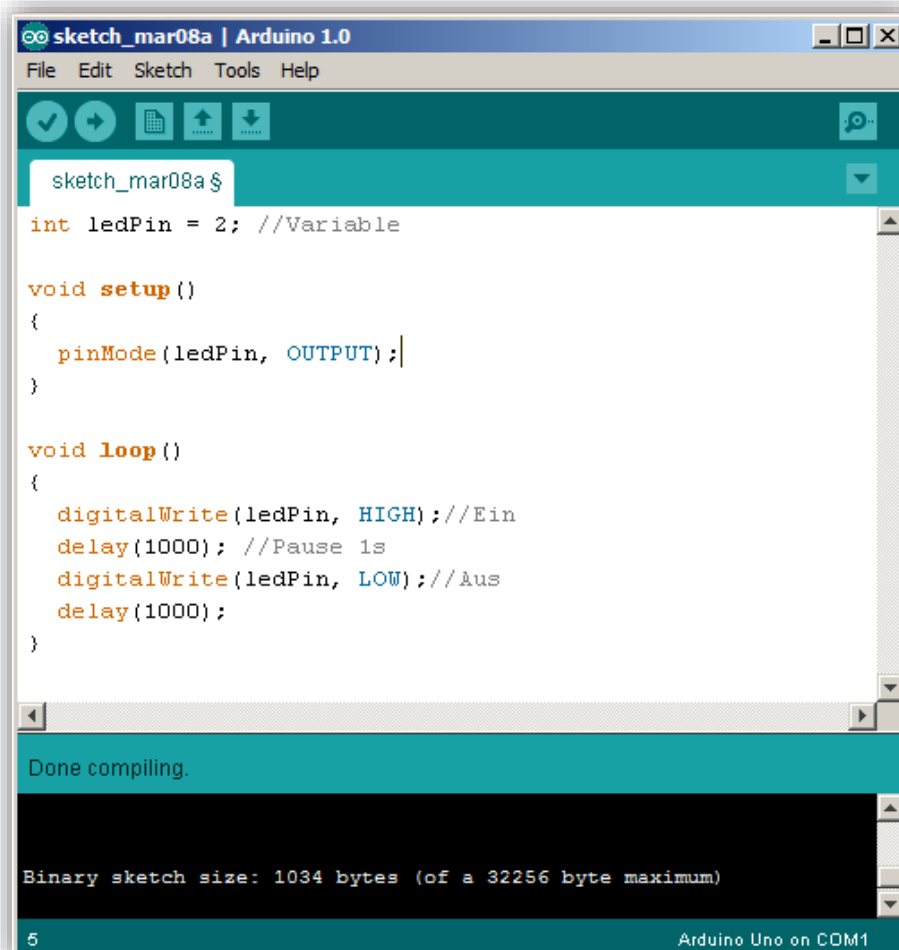 sketch_mar08a | Arduino 1.0
File Edit Sketch Tools Help
sketch_mar08a §
int ledPin = 2; //Variable
void setup()
{
pinMode(ledPin, OUTPUT);
}
void loop()
{
digitalWrite(ledPin, HIGH);//Ein
delay(1000); //Pause 1s
digitalWrite(ledPin, LOW);//Aus
delay(1000);
}
Done compiling.
Binary sketch size: 1034 bytes (of a 32256 byte maximum)
5 Arduino Uno on COM1